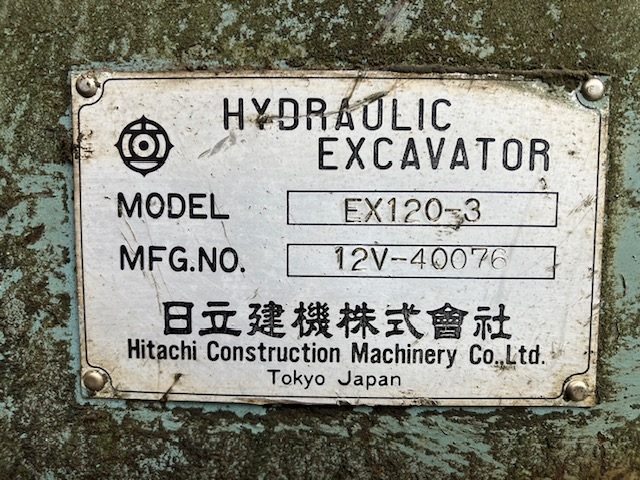 HYDRAULIC
EXCAVATOR
MODEL EX120-3
MFG.NO. 12V-40076
日立建機株式會社
Hitachi Construction Machinery Co.,Ltd.
Tokyo Japan